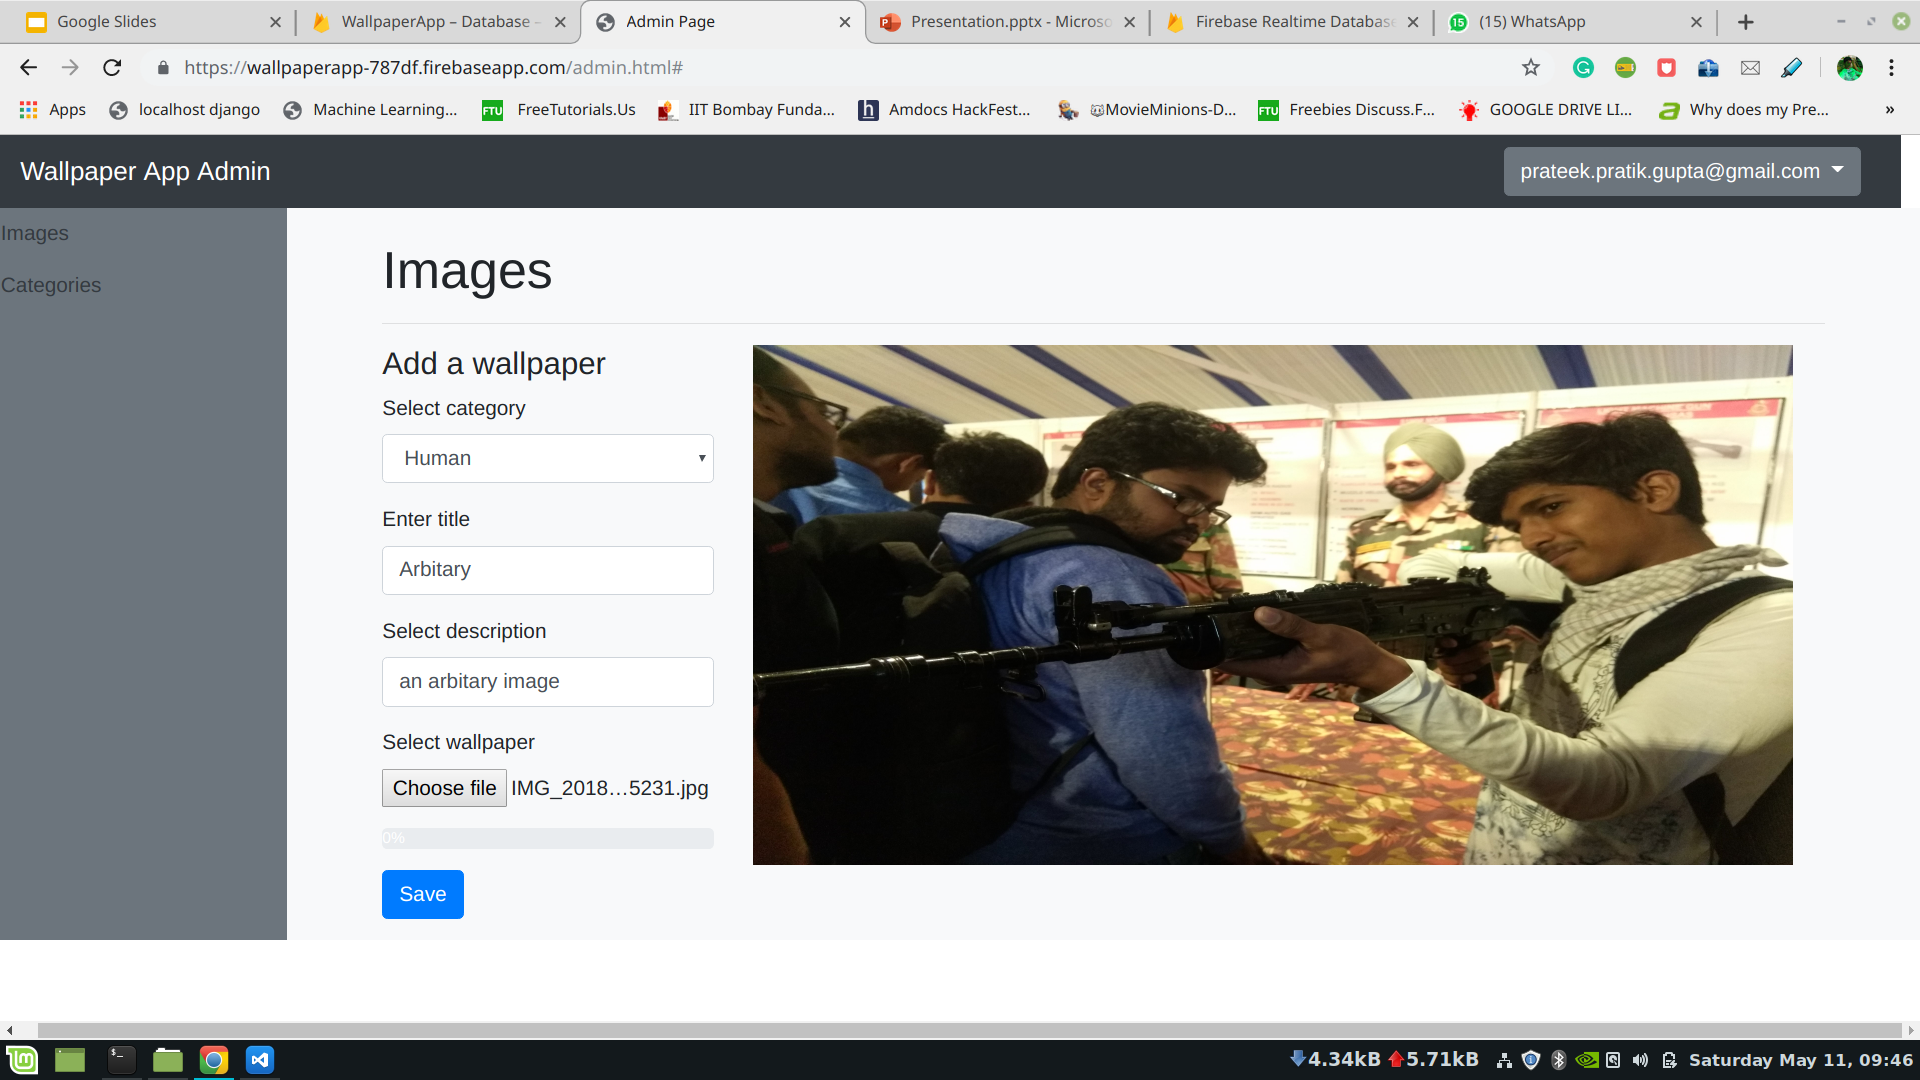 Google Slides
WallpaperApp – Database –
Admin Page
Presentation.pptx - Microso
Firebase Realtime Databas
(15) WhatsApp
https://wallpaperapp-787df.firebaseapp.com/admin.html#
Apps
localhost django
Machine Learning...
FTU FreeTutorials.Us
IIT Bombay Funda...
h Amdocs HackFest...
🐱MovieMinions-D...
FTU Freebies Discuss.F...
GOOGLE DRIVE LI...
Why does my Pre...
»
Wallpaper App Admin
prateek.pratik.gupta@gmail.com
Images
Categories
Images
Add a wallpaper
Select category
Human
Enter title
Arbitary
Select description
an arbitary image
Select wallpaper
Choose file IMG_2018…5231.jpg
0%
Save
4.34kB 5.71kB
Saturday May 11, 09:46